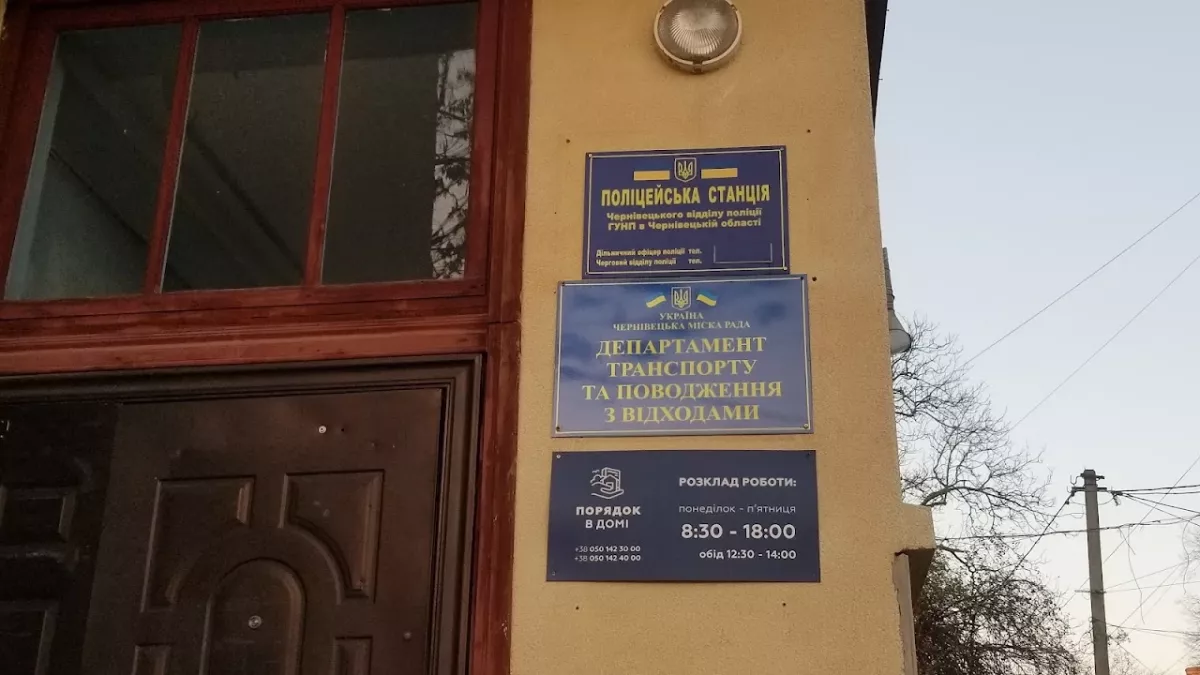 ПОЛІЦЕЙСЬКА СТАНЦІЯ
Чернівецького відділу поліції
ГУНП в Чернівецькій області
Дільничний офіцер поліції тел.
Черговий відділу поліції тел.
УКРАЇНА
ЧЕРНІВЕЦЬКА МІСКА РАДА
ДЕПАРТАМЕНТ
ТРАНСПОРТУ
ТА ПОВОДЖЕННЯ
З ВІДХОДАМИ
ПОРЯДОК
В ДОМІ
+38 050 142 30 00
+38 050 142 40 00
РОЗКЛАД РОБОТИ:
понеділок - п'ятниця
8:30 - 18:00
обід 12:30 - 14:00